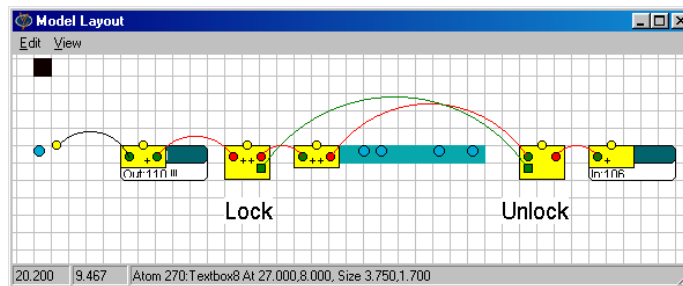 Model Layout
Edit View
+ ++ ++ +
Out:110 !!!
In:106
Lock
Unlock
20.200 9.467 Atom 270:Textbox8 At 27.000,8.000, Size 3.750,1.700